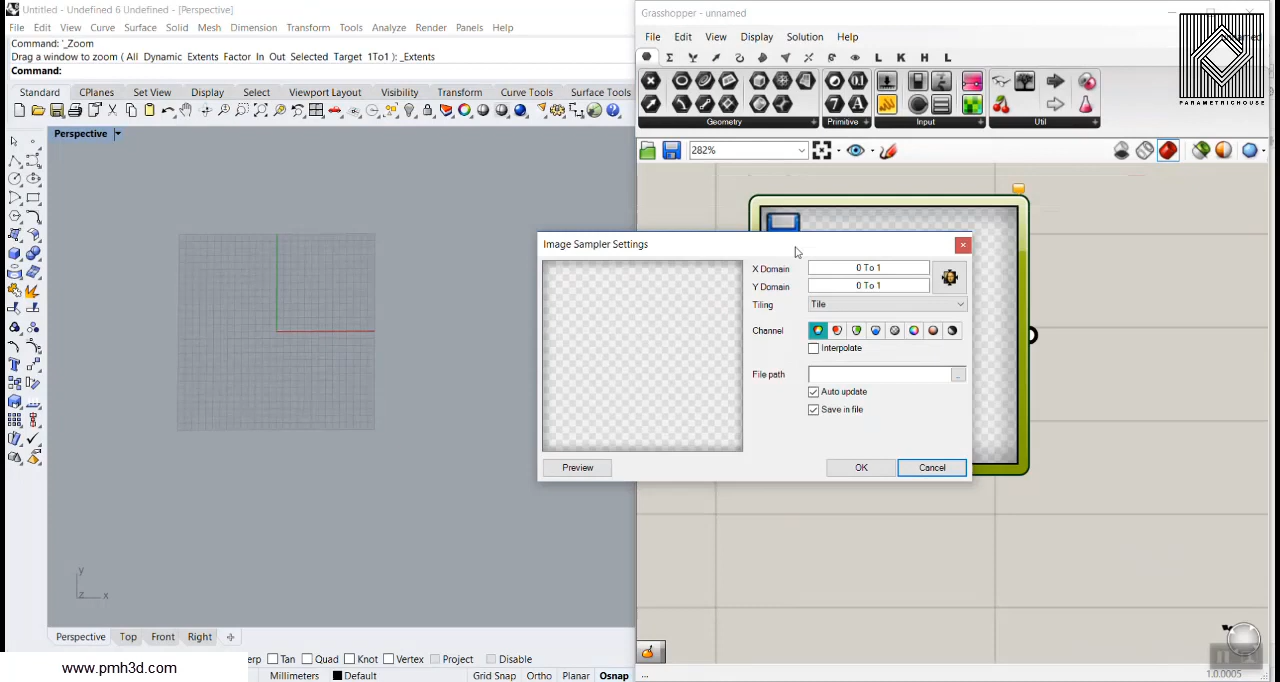 Untitled - Undefined 6 Undefined - [Perspective]
File Edit View Curve Surface Solid Mesh Dimension Transform Tools Analyze Render Panels Help
Command: '_Zoom
Drag a window to zoom ( All Dynamic Extents Factor In Out Selected Target 1To1 ): _Extents
Command:
Standard CPlanes Set View Display Select Viewport Layout Visibility Transform Curve Tools Surface Tools
Perspective
y
z x
Perspective Top Front Right
erp Tan Quad Knot Vertex Project Disable
www.pmh3d.com
Millimeters Default Grid Snap Ortho Planar Osnap
Grasshopper - unnamed
File Edit View Display Solution Help
PARAMETRICHOUSE
L K H L
Geometry Primitive Input Util
282%
Image Sampler Settings
X Domain 0 To 1
Y Domain 0 To 1
Tiling Tile
Channel
Interpolate
File path ...
Auto update
Save in file
Preview OK Cancel
...
1.0.0005